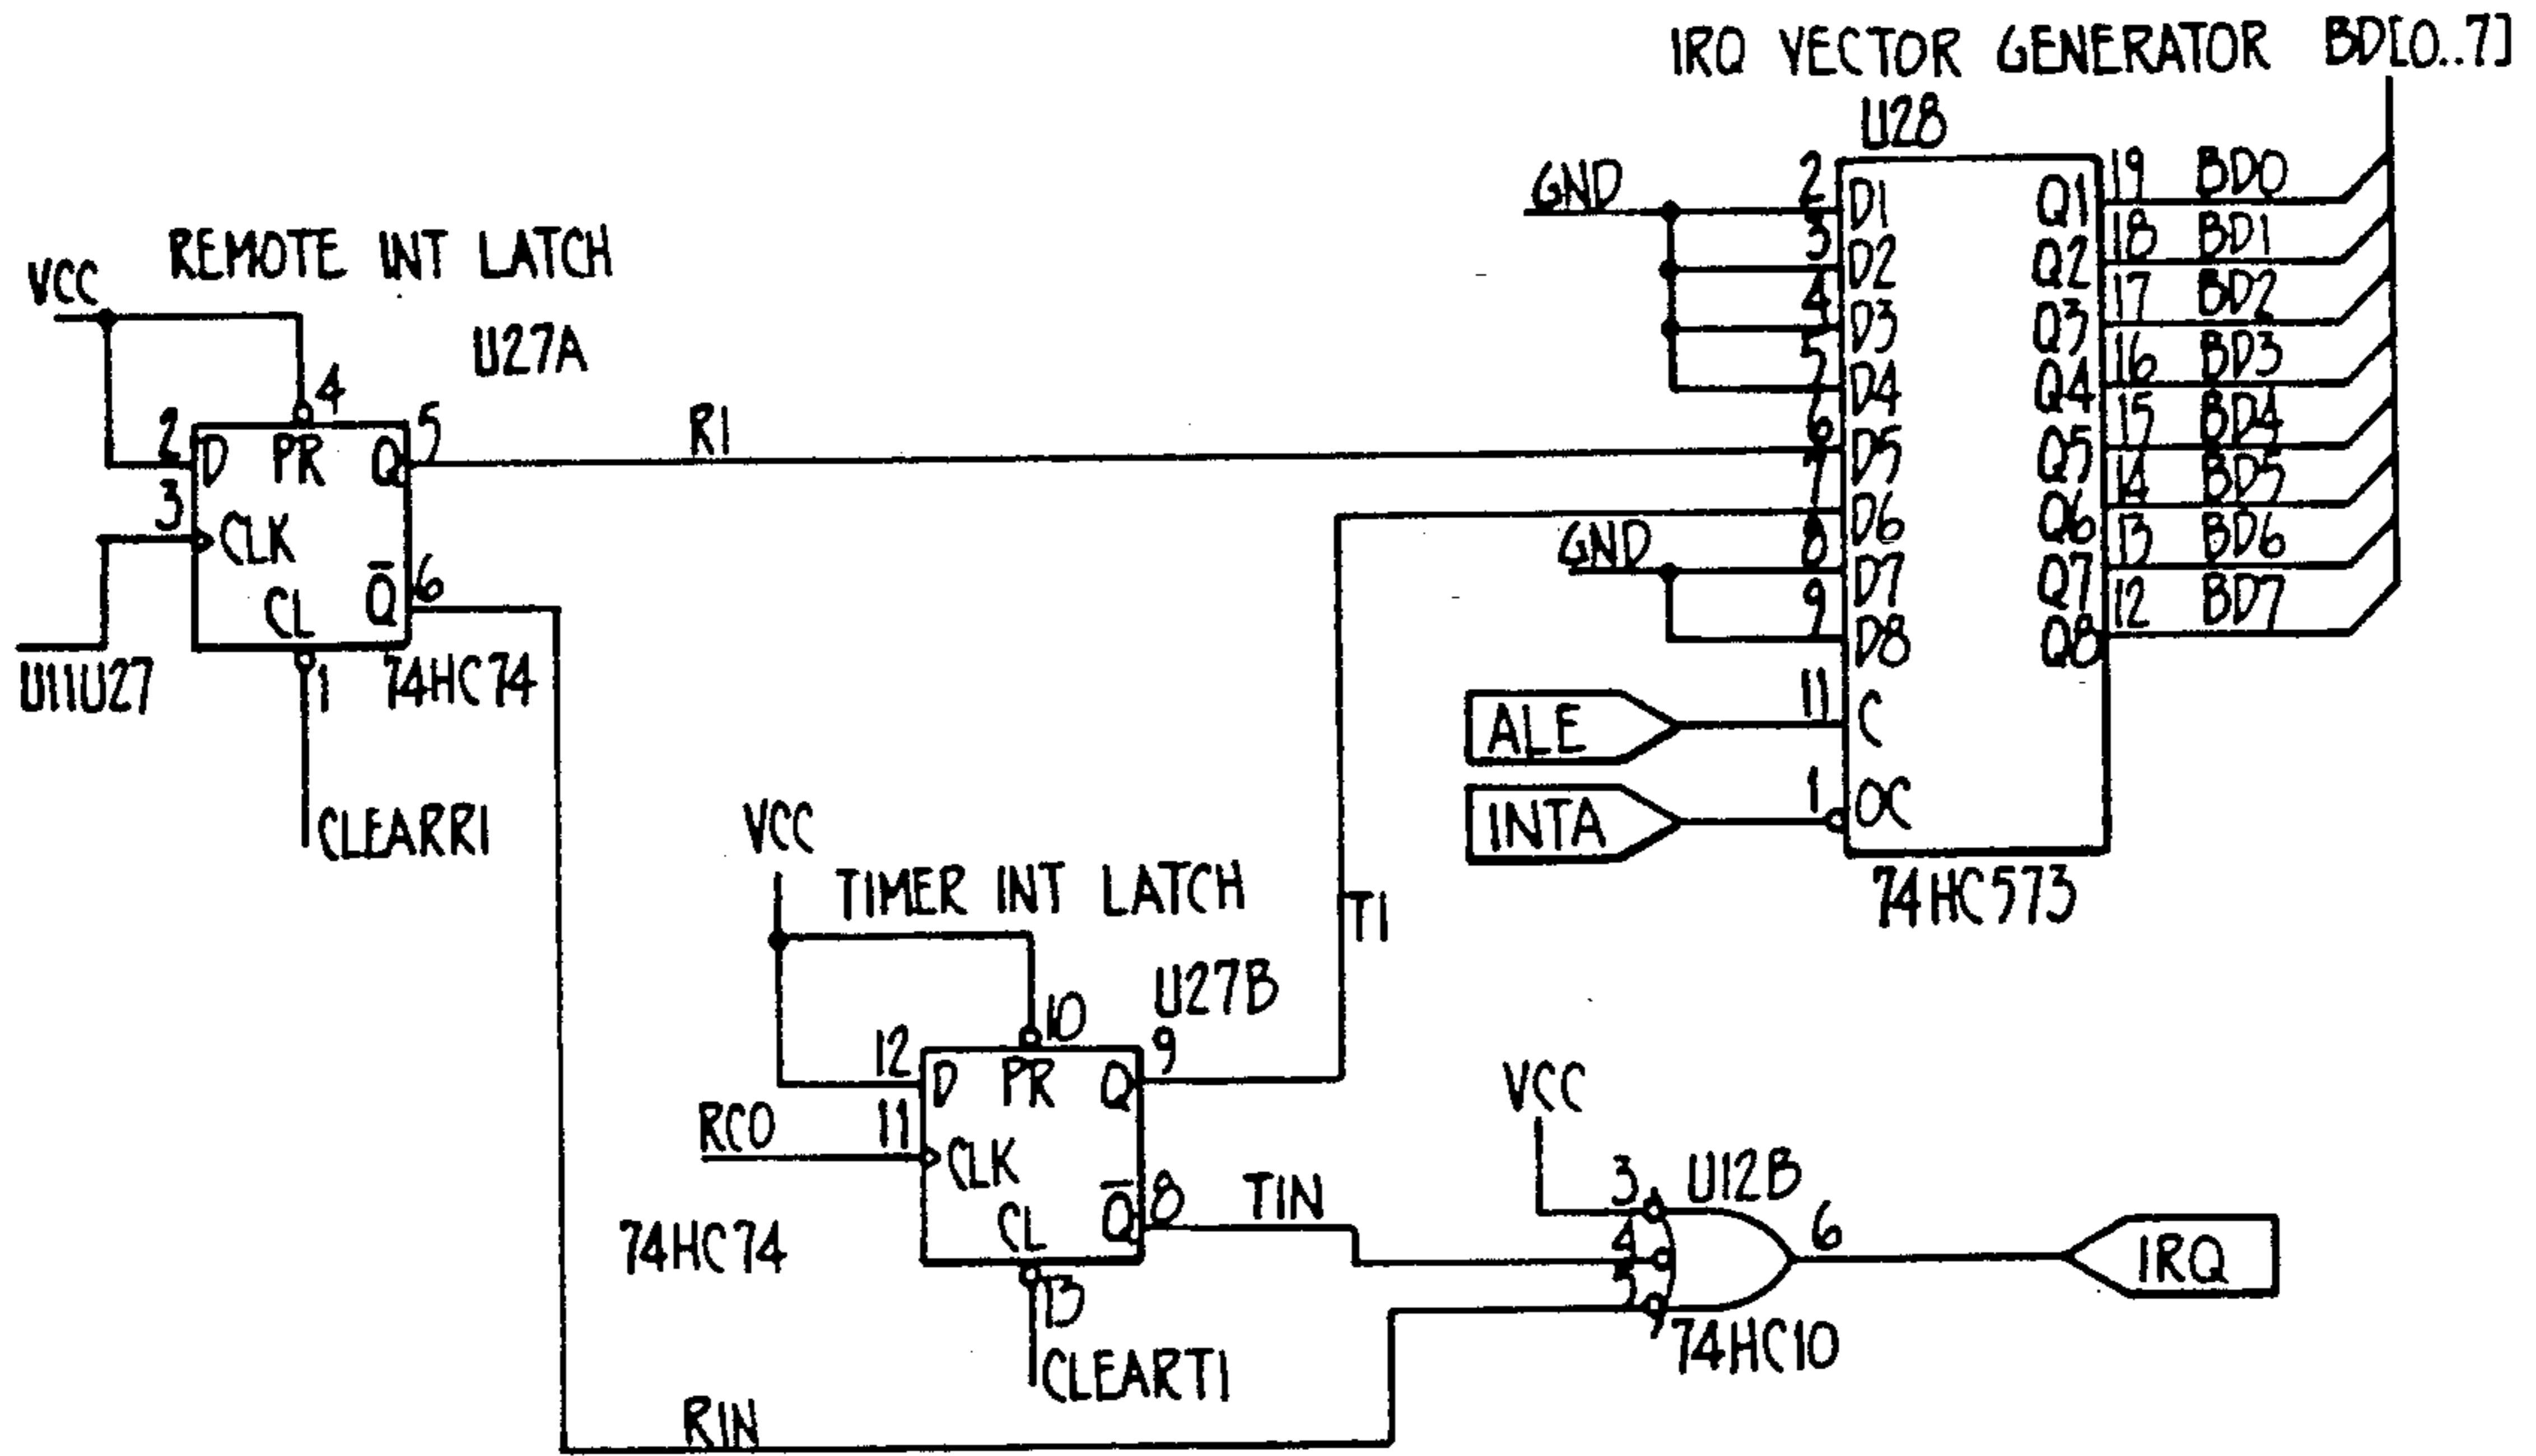 IRQ VECTOR GENERATOR BD[0..7]
U28
GND 2 D1 Q1 19 BD0
3 D2 Q2 18 BD1
4 D3 Q3 17 BD2
5 D4 Q4 16 BD3
RI 6 D5 Q5 15 BD4
7 D6 Q6 14 BD5
GND 8 D7 Q7 13 BD6
9 D8 Q8 12 BD7
ALE 11 C
INTA 1 OC
74HC573
REMOTE INT LATCH
VCC
U27A
4
2 D PR Q 5
3 CLK
CL Q̅ 6
U11U27
1
74HC74
CLEARRI
VCC
TIMER INT LATCH
TI
U27B
10
12 D PR Q 9
RCO 11 CLK
CL Q̅ 8 TIN
74HC74
13
CLEARTI
RIN
VCC
3 U12B
4
5
6
IRQ
74HC10